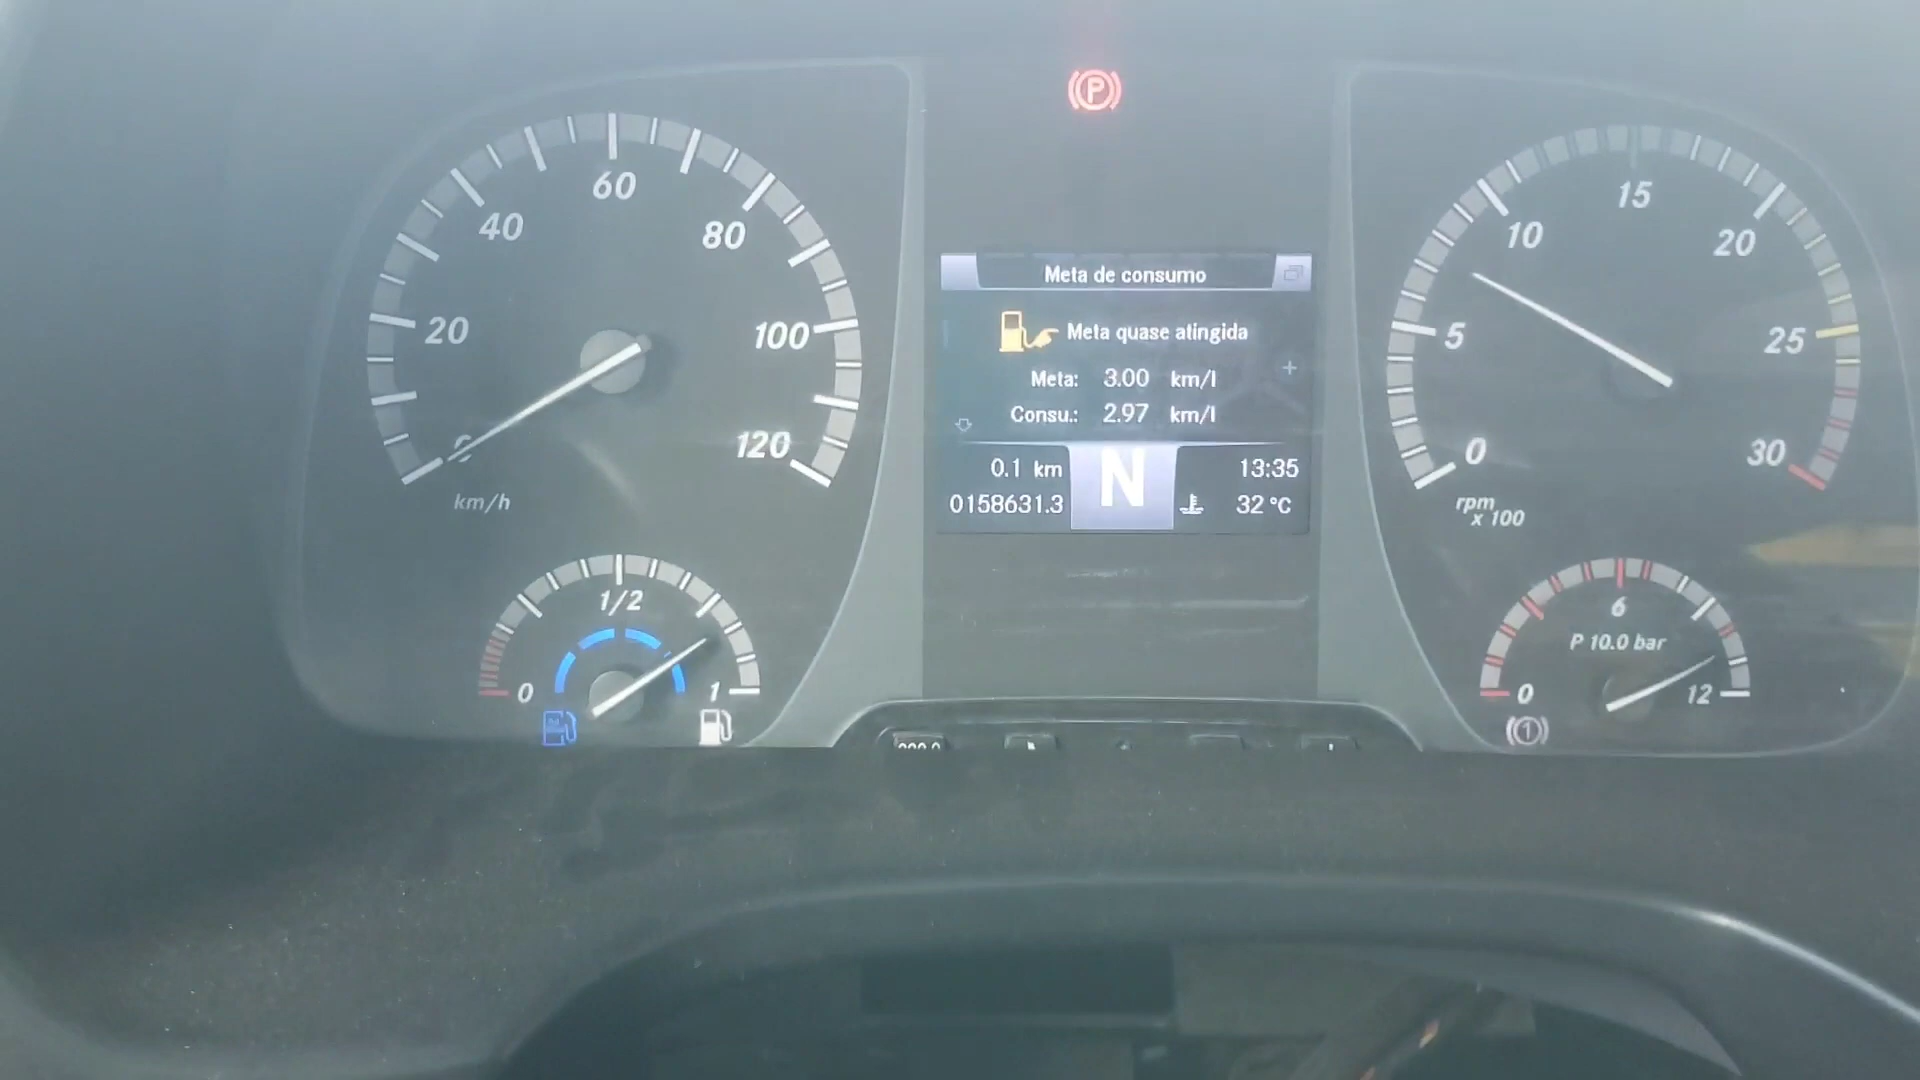 P
60
40
80
20
100
0
120
km/h
Meta de consumo
Meta quase atingida
Meta: 3.00 km/l
Consu.: 2.97 km/l
0.1 km
N
13:35
0158631.3
32 °C
15
10
20
5
25
0
30
rpm
x 100
1/2
0
1
6
P 10.0 bar
0
12
1